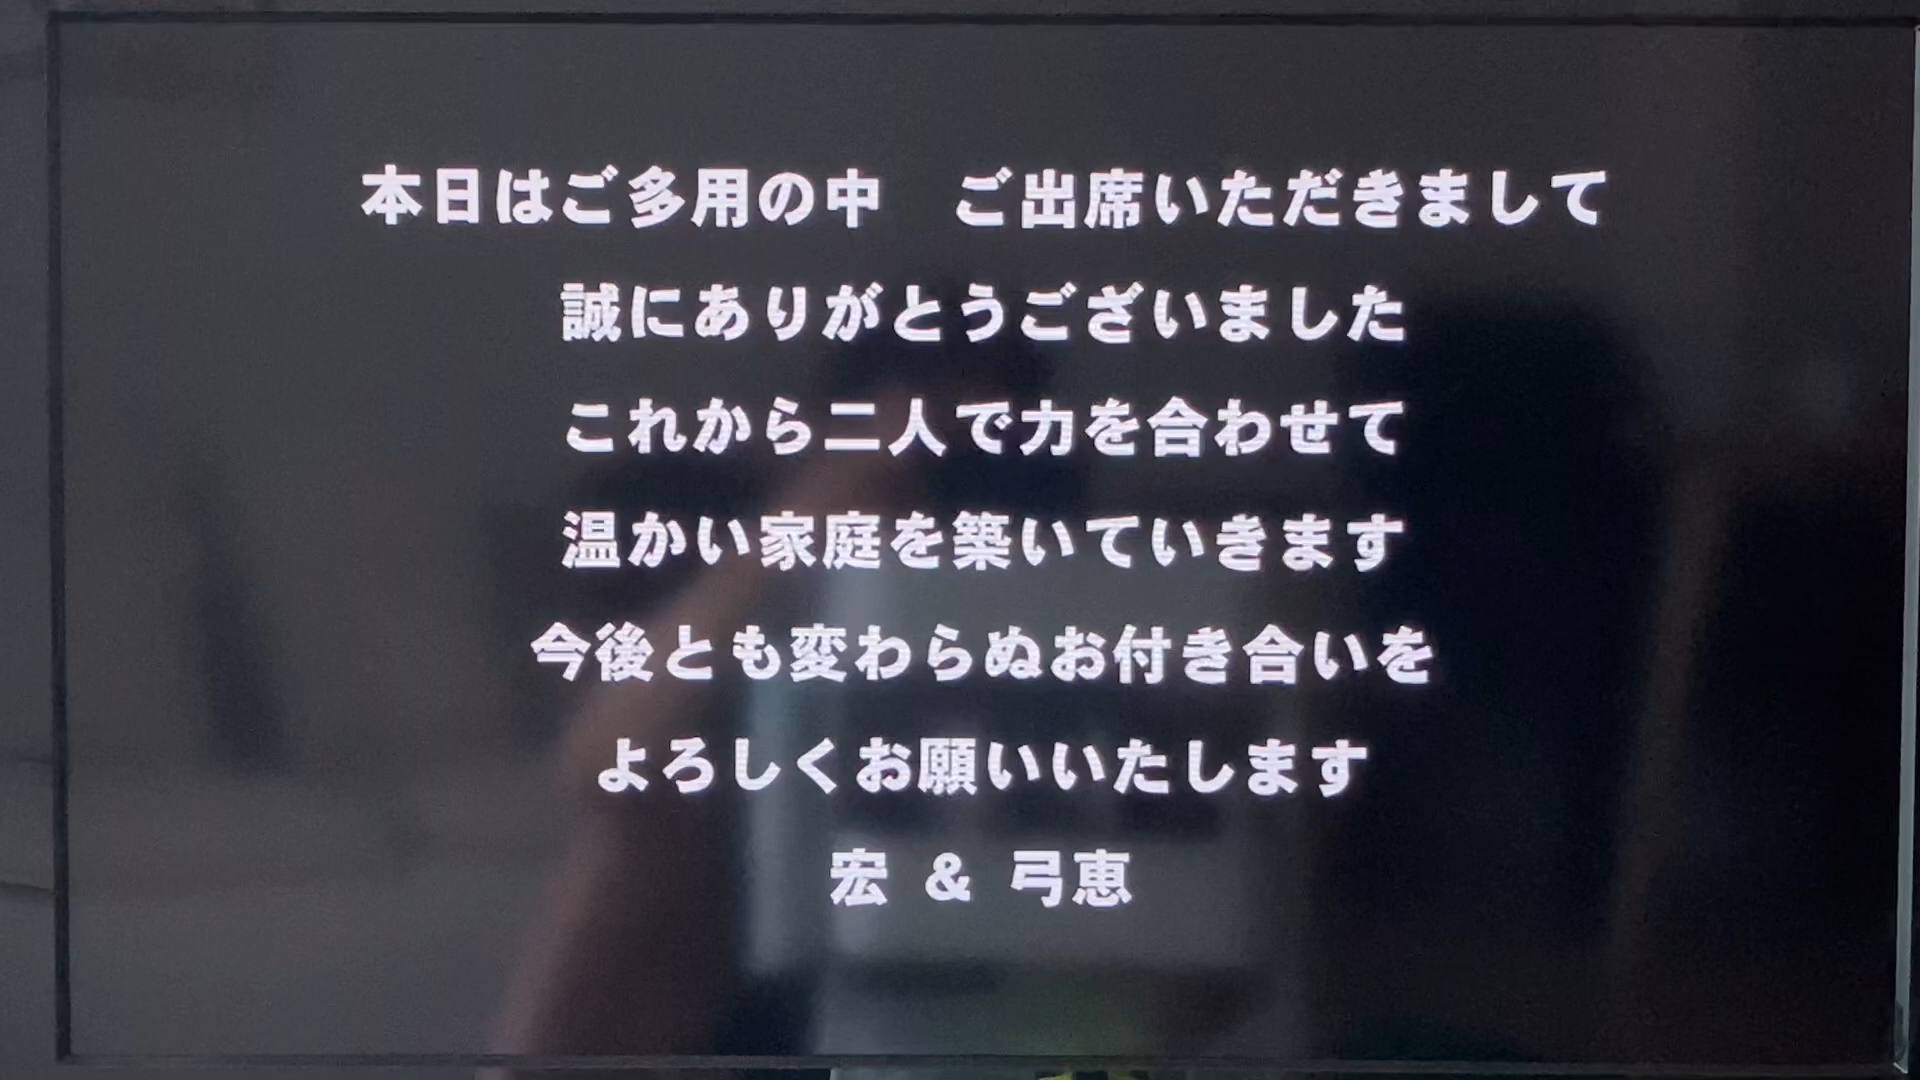 本日はご多用の中　ご出席いただきまして
誠にありがとうございました
これから二人で力を合わせて
温かい家庭を築いていきます
今後とも変わらぬお付き合いを
よろしくお願いいたします
宏 & 弓恵